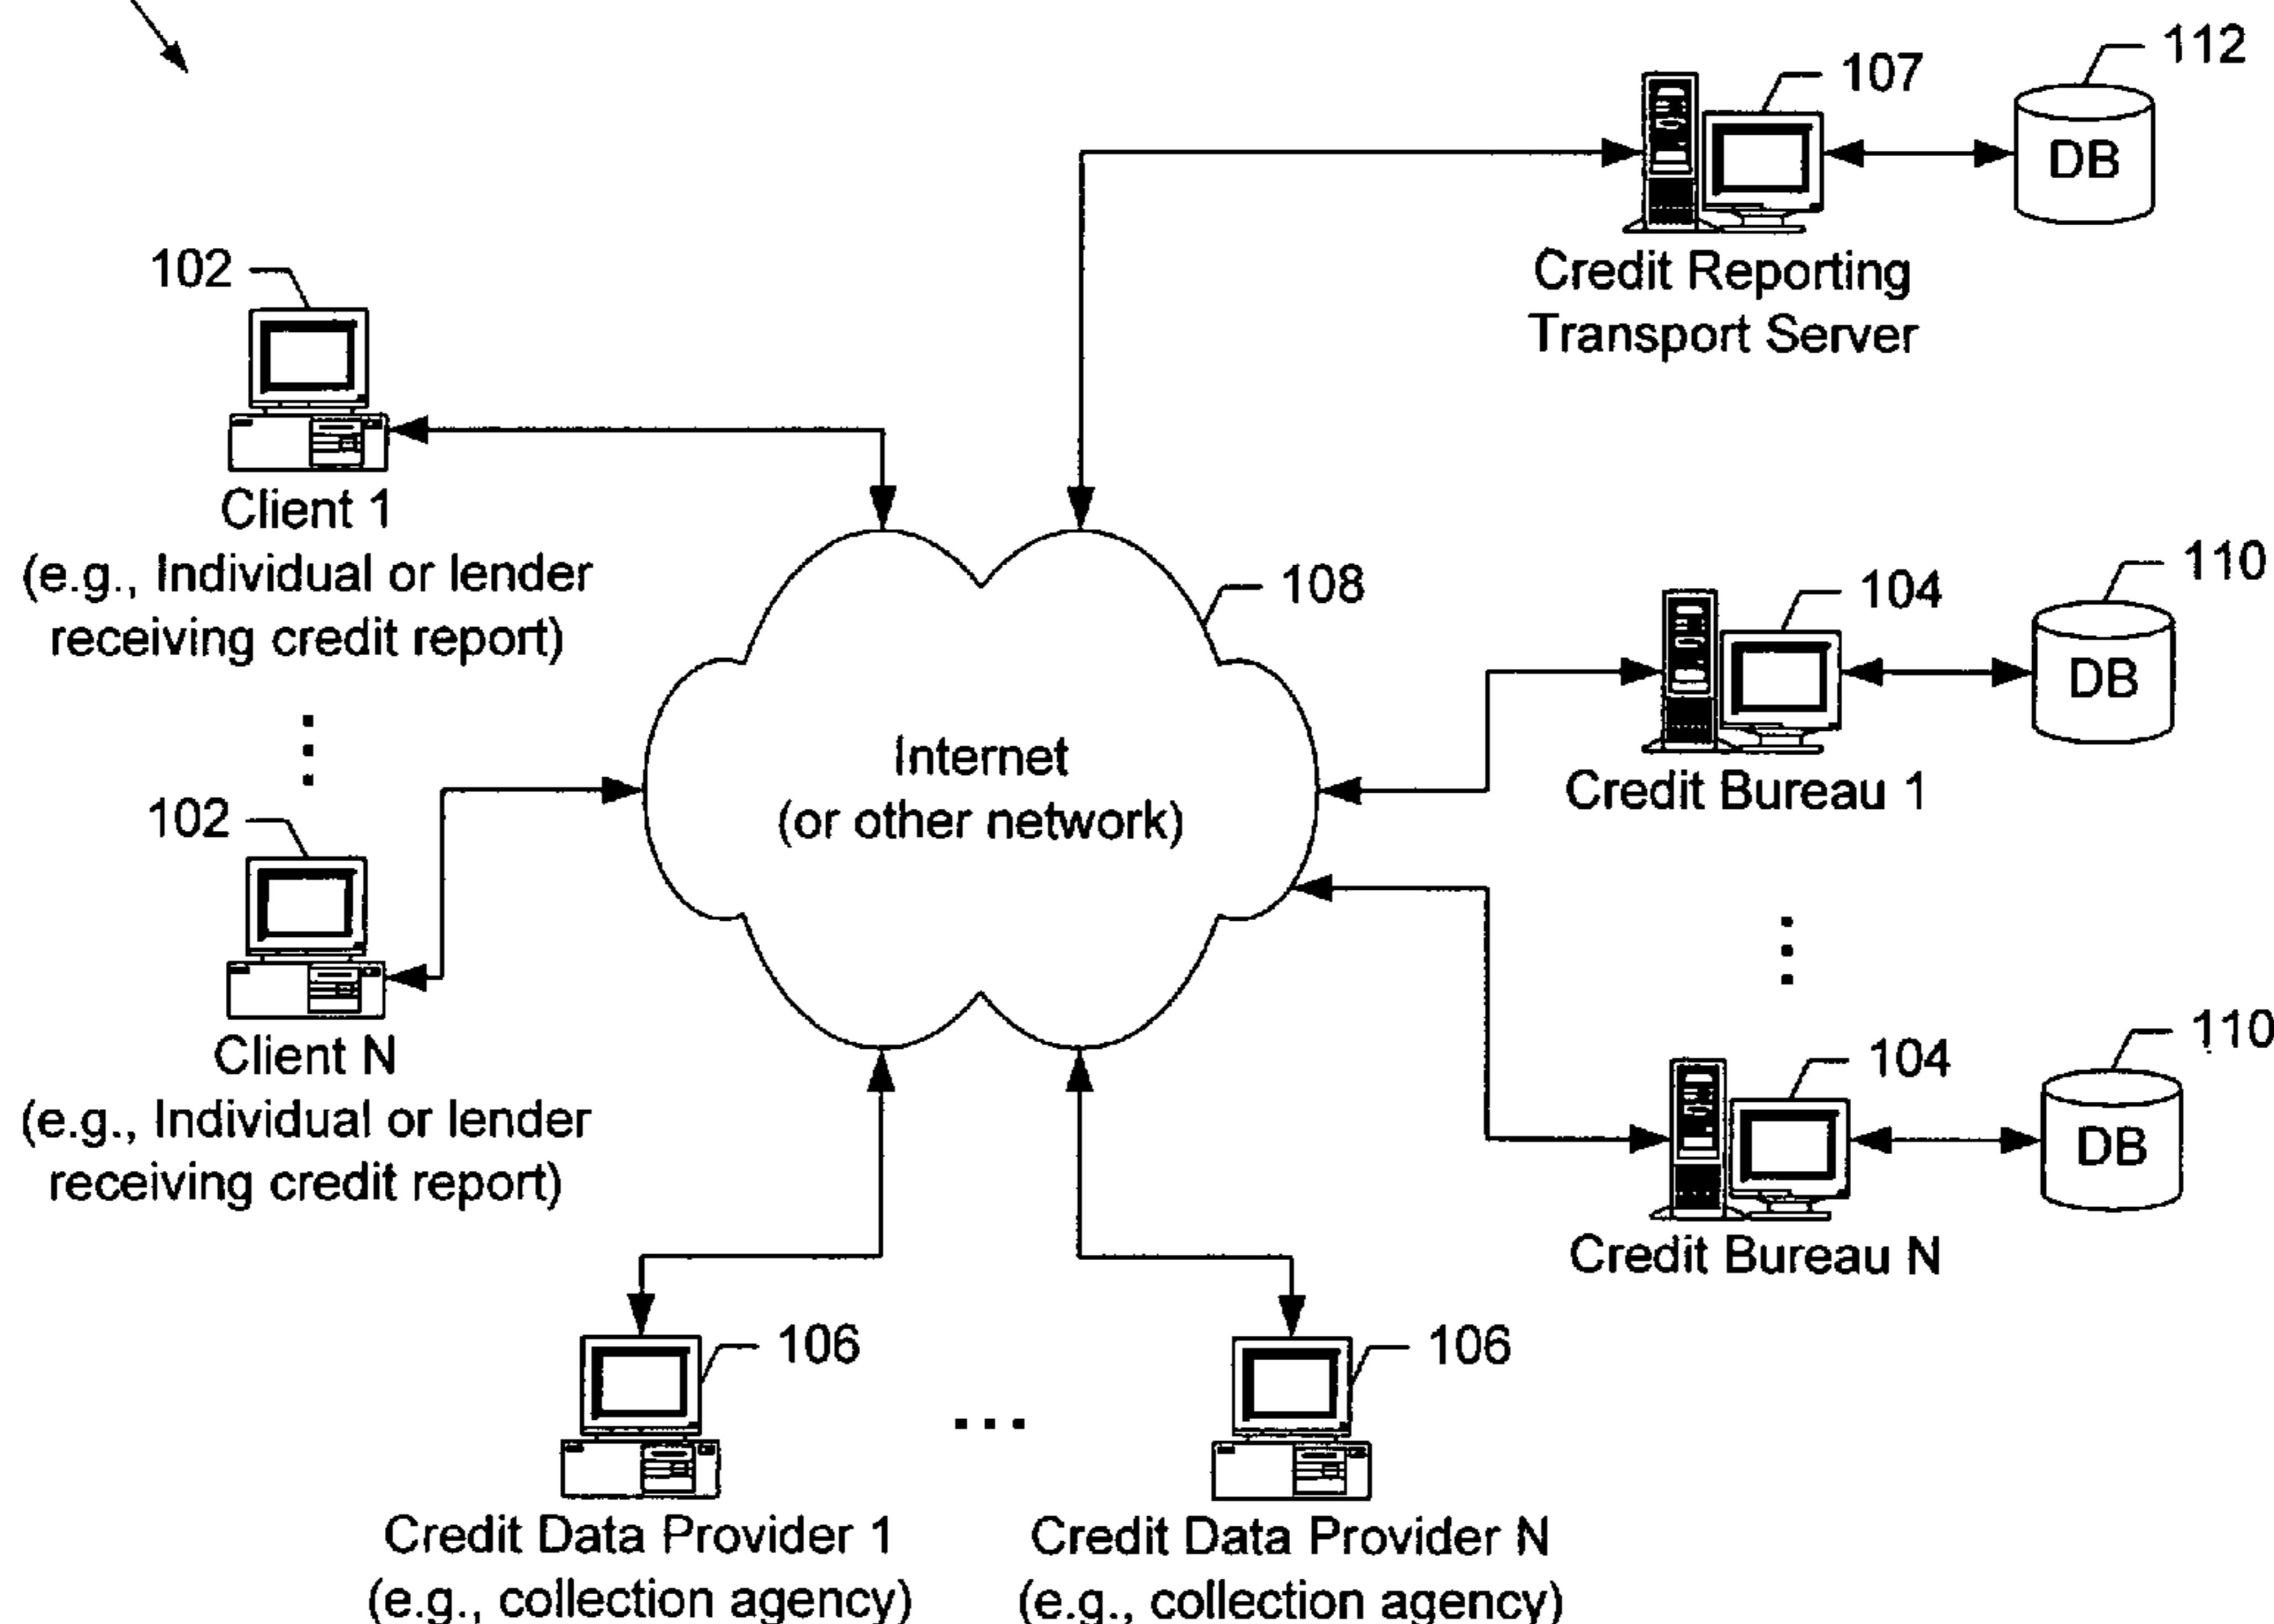 112
107
DB
Credit Reporting
Transport Server
102
Client 1
(e.g., Individual or lender
receiving credit report)
108
110
104
DB
Credit Bureau 1
Internet
(or other network)
102
Client N
(e.g., Individual or lender
receiving credit report)
110
104
DB
Credit Bureau N
106
Credit Data Provider 1
(e.g., collection agency)
...
106
Credit Data Provider N
(e.g., collection agency)